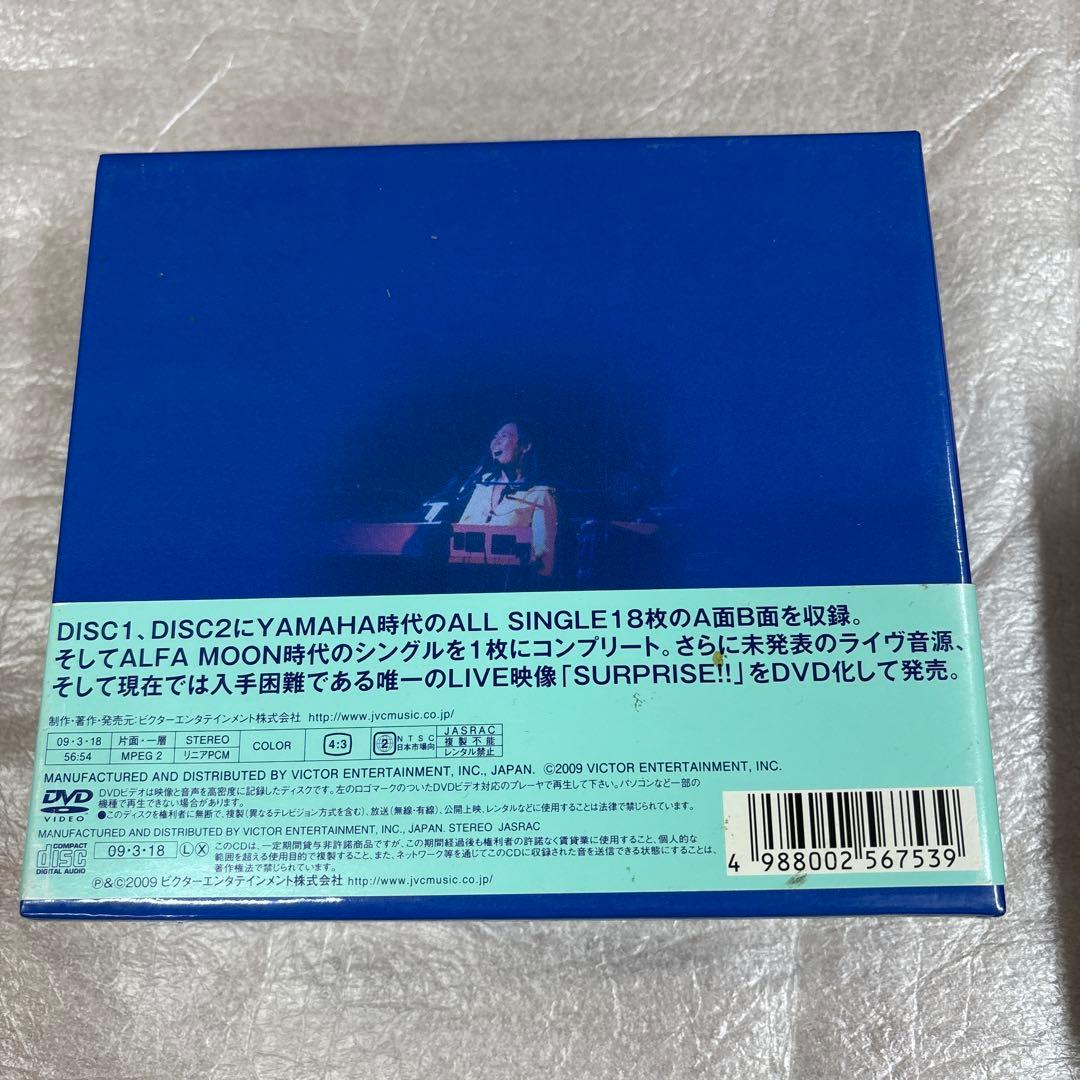 DISC1、DISC2にYAMAHA時代のALL SINGLE18枚のA面B面を収録。
そしてALFA MOON時代のシングルを1枚にコンプリート。さらに未発表のライヴ音源、
そして現在では入手困難である唯一のLIVE映像「SURPRISE!!」をDVD化して発売。
制作・著作・発売元:ビクターエンタテインメント株式会社 http://www.jvcmusic.co.jp/
09・3・18 片面・一層 STEREO COLOR 4:3 2 NTSC 日本市場向 JASRAC
複製不能
56:54 MPEG 2 リニアPCM レンタル禁止
MANUFACTURED AND DISTRIBUTED BY VICTOR ENTERTAINMENT, INC., JAPAN. ©2009 VICTOR ENTERTAINMENT, INC.
DVD VIDEO
DVDビデオは映像と音声を高密度に記録したディスクです。左のロゴマークのついたDVDビデオ対応のプレーヤで再生して下さい。パソコンなど一部の
機種で再生できない場合があります。
●このディスクを権利者に無断で、複製(異なるテレビジョン方式を含む)、放送(無線・有線)、公開上映、レンタルなどに使用することは法律で禁じられています。
MANUFACTURED AND DISTRIBUTED BY VICTOR ENTERTAINMENT, INC., JAPAN. STEREO JASRAC
COMPACT disc DIGITAL AUDIO
09・3・18 L X
このCDは、一定期間貸与非許諾商品ですが、この期間経過後も権利者の許諾なく賃貸業に使用すること、個人的な
範囲を超える使用目的で複製すること、また、ネットワーク等を通じてこのCDに収録された音を送信できる状態にすることは、
著作権法で禁じられています。
℗&©2009 ビクターエンタテインメント株式会社 http://www.jvcmusic.co.jp/
4 988002 567539